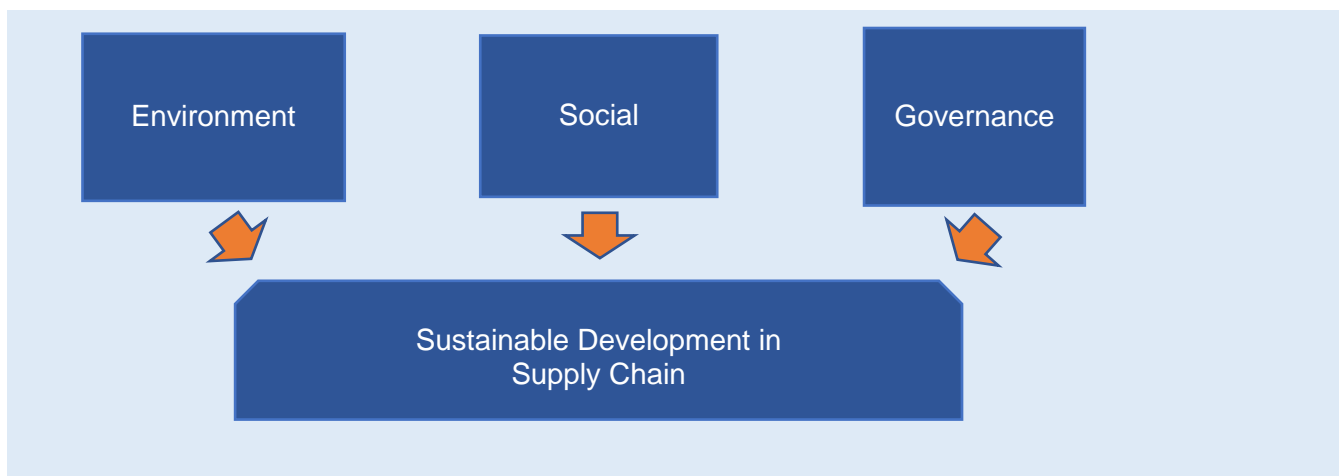 Environment
Social
Governance
Sustainable Development in
Supply Chain